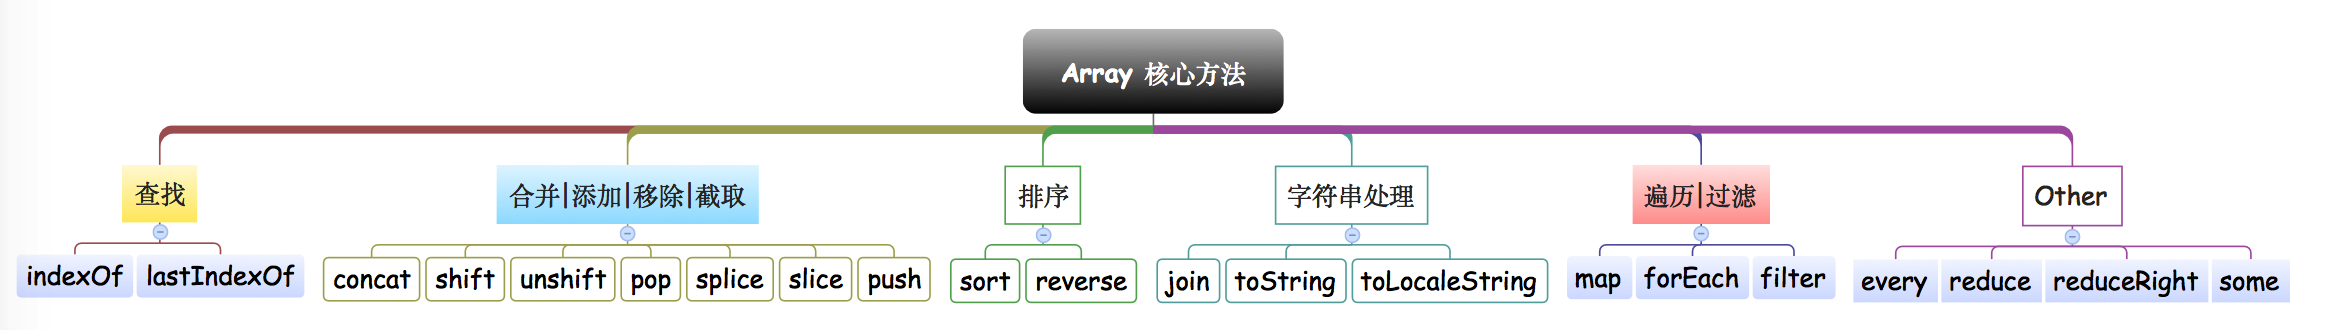 Array 核心方法
查找
合并|添加|移除|截取
排序
字符串处理
遍历|过滤
Other
indexOf
lastIndexOf
concat
shift
unshift
pop
splice
slice
push
sort
reverse
join
toString
toLocaleString
map
forEach
filter
every
reduce
reduceRight
some